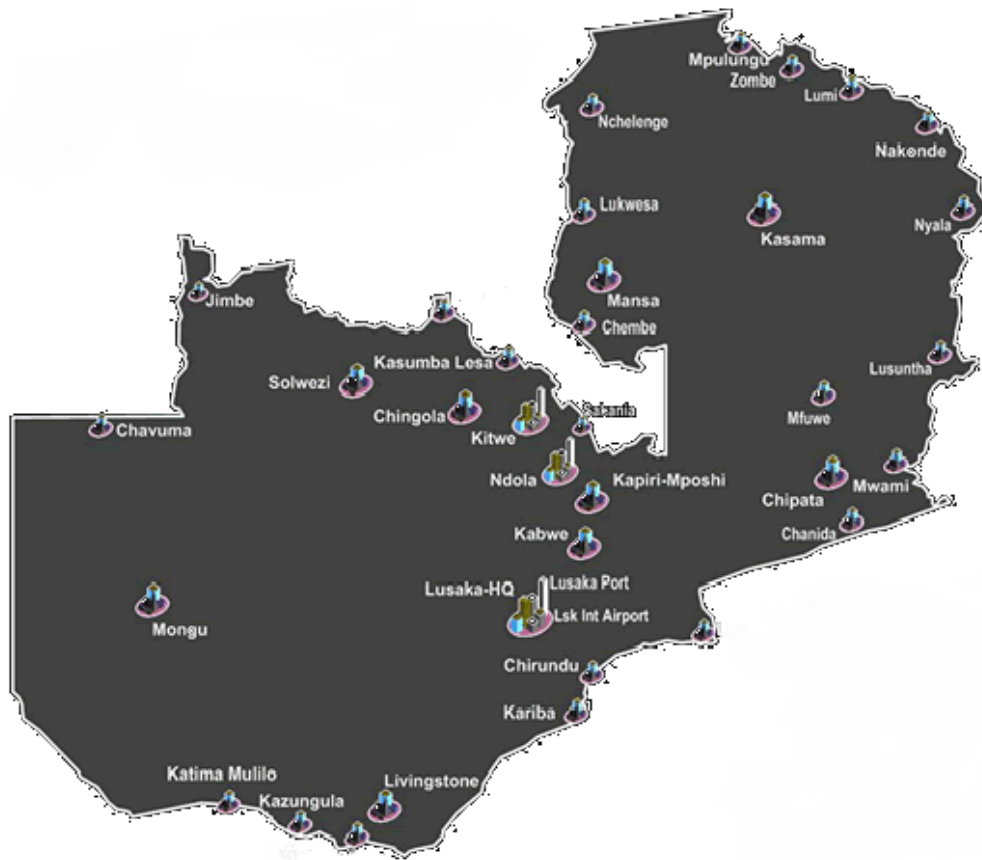 Mpulungu
Zombe
Lumi
Nchelenge
Nakonde
Lukwesa
Nyala
Kasama
Jimbe
Mansa
Chembe
Kasumba Lesa
Lusuntha
Solwezi
Mfuwe
Chingola
Sakania
Chavuma
Kitwe
Ndola
Kapiri-Mposhi
Mwami
Chipata
Kabwe
Chanida
Lusaka-HQ
Lusaka Port
Lsk Int Airport
Mongu
Chirundu
Kariba
Katima Mulilo
Livingstone
Kazungula